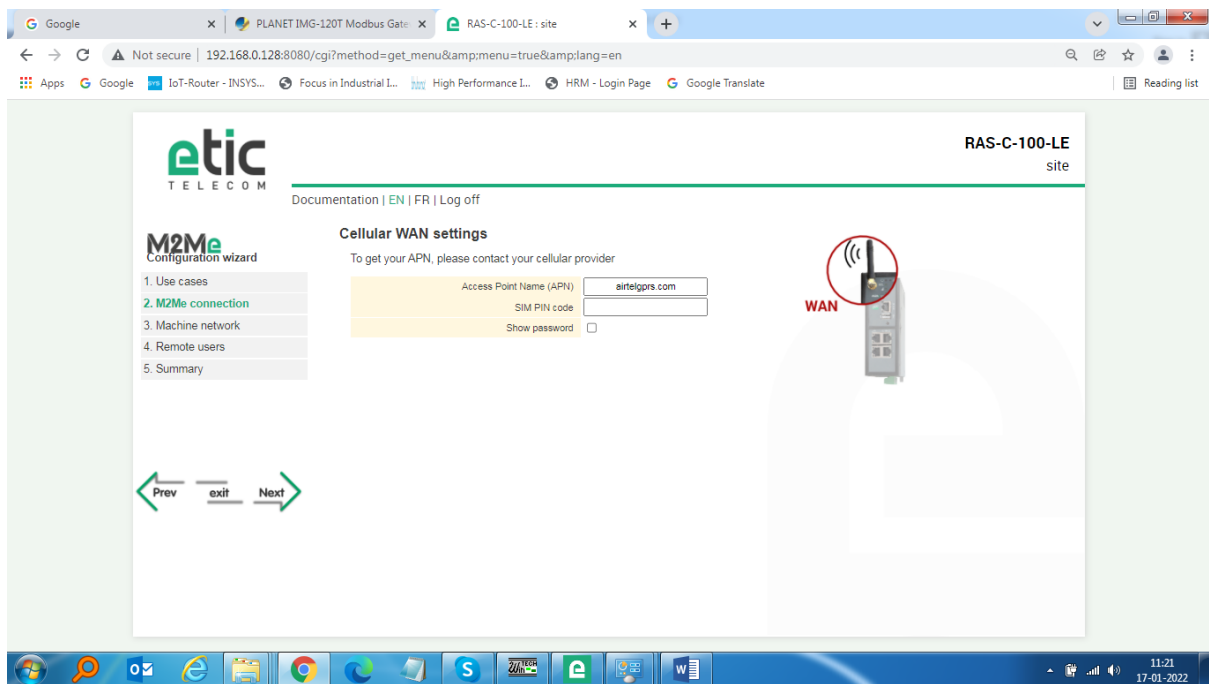 Google
PLANET IMG-120T Modbus Gate
RAS-C-100-LE : site
Not secure | 192.168.0.128:8080/cgi?method=get_menu&amp;menu=true&amp;lang=en
Apps Google IoT-Router - INSYS... Focus in Industrial I... High Performance I... HRM - Login Page Google Translate Reading list
etic
TELECOM
RAS-C-100-LE
site
Documentation | EN | FR | Log off
M2Me
Configuration wizard
1. Use cases
2. M2Me connection
3. Machine network
4. Remote users
5. Summary
Prev exit Next
Cellular WAN settings
To get your APN, please contact your cellular provider
Access Point Name (APN) airtelgprs.com
SIM PIN code
Show password
WAN
11:21
17-01-2022